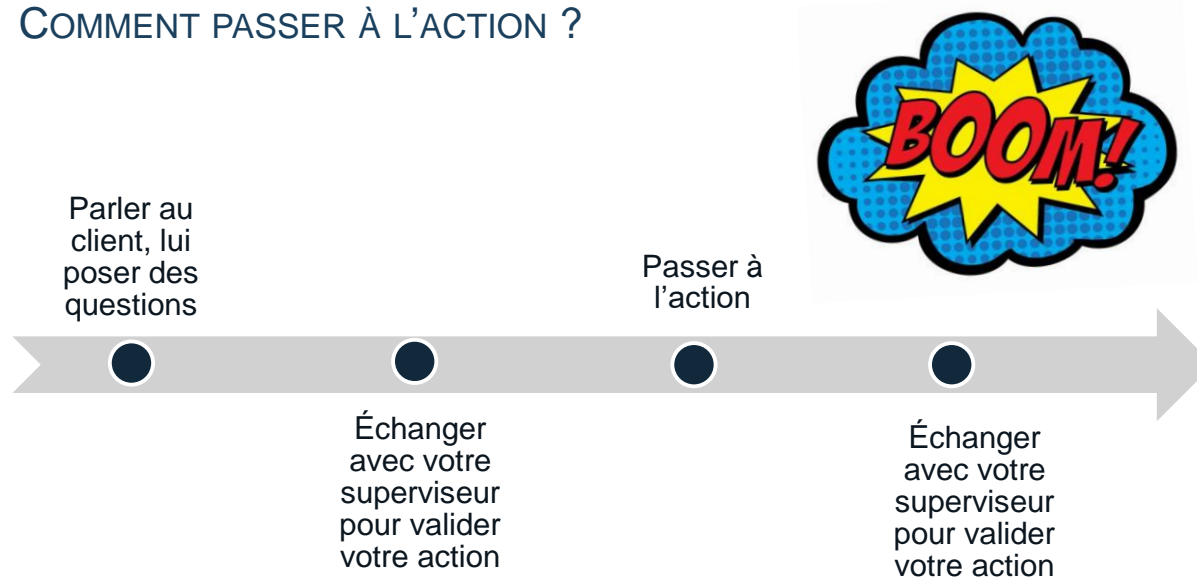 COMMENT PASSER À L’ACTION ?
BOOM!
Parler au
client, lui
poser des
questions
Échanger
avec votre
superviseur
pour valider
votre action
Passer à
l’action
Échanger
avec votre
superviseur
pour valider
votre action